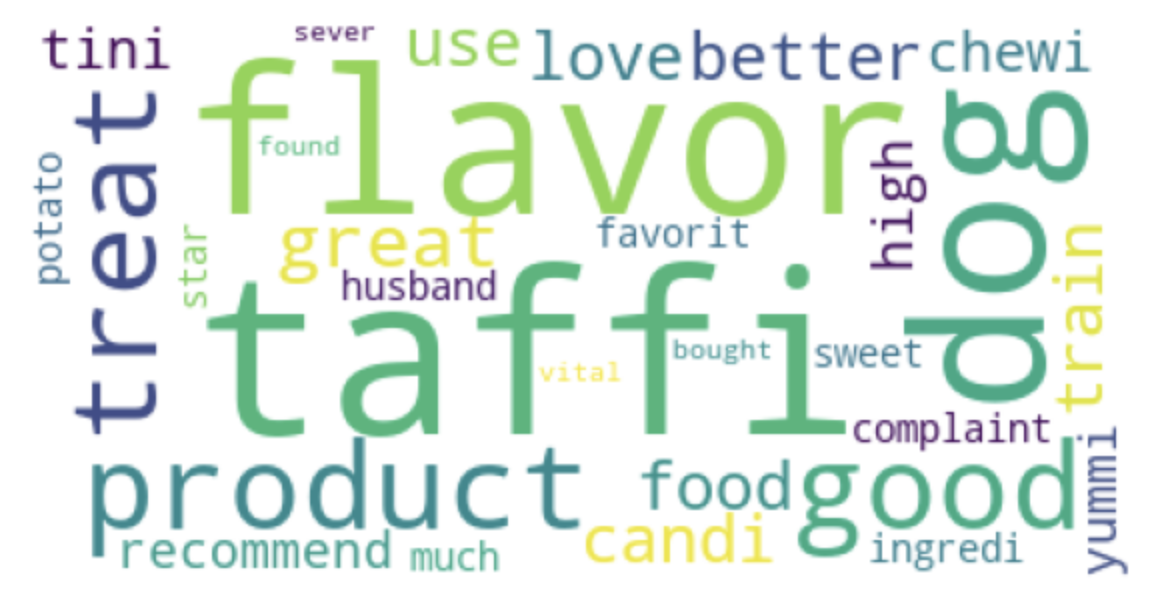 tini
sever
use
love
better
chewi
treat
flavor
dog
found
potato
high
star
great
favorit
train
husband
taffi
bought
sweet
vital
complaint
product
food
good
yummi
candi
recommend
much
ingredi